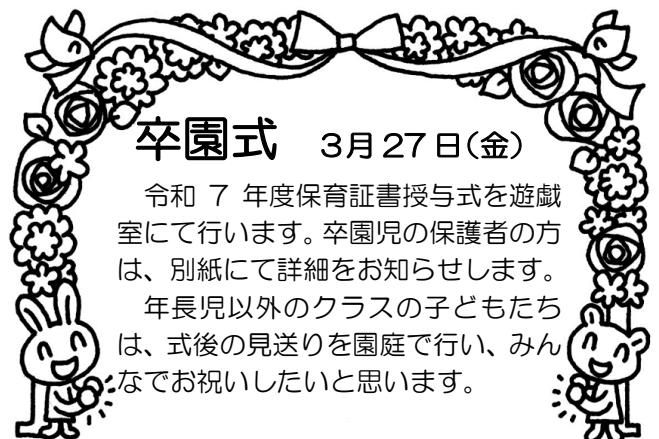 卒園式　3月27日(金)
　令和 7 年度保育証書授与式を遊戯
室にて行います。卒園児の保護者の方
は、別紙にて詳細をお知らせします。
　年長児以外のクラスの子どもたち
は、式後の見送りを園庭で行い、みん
なでお祝いしたいと思います。